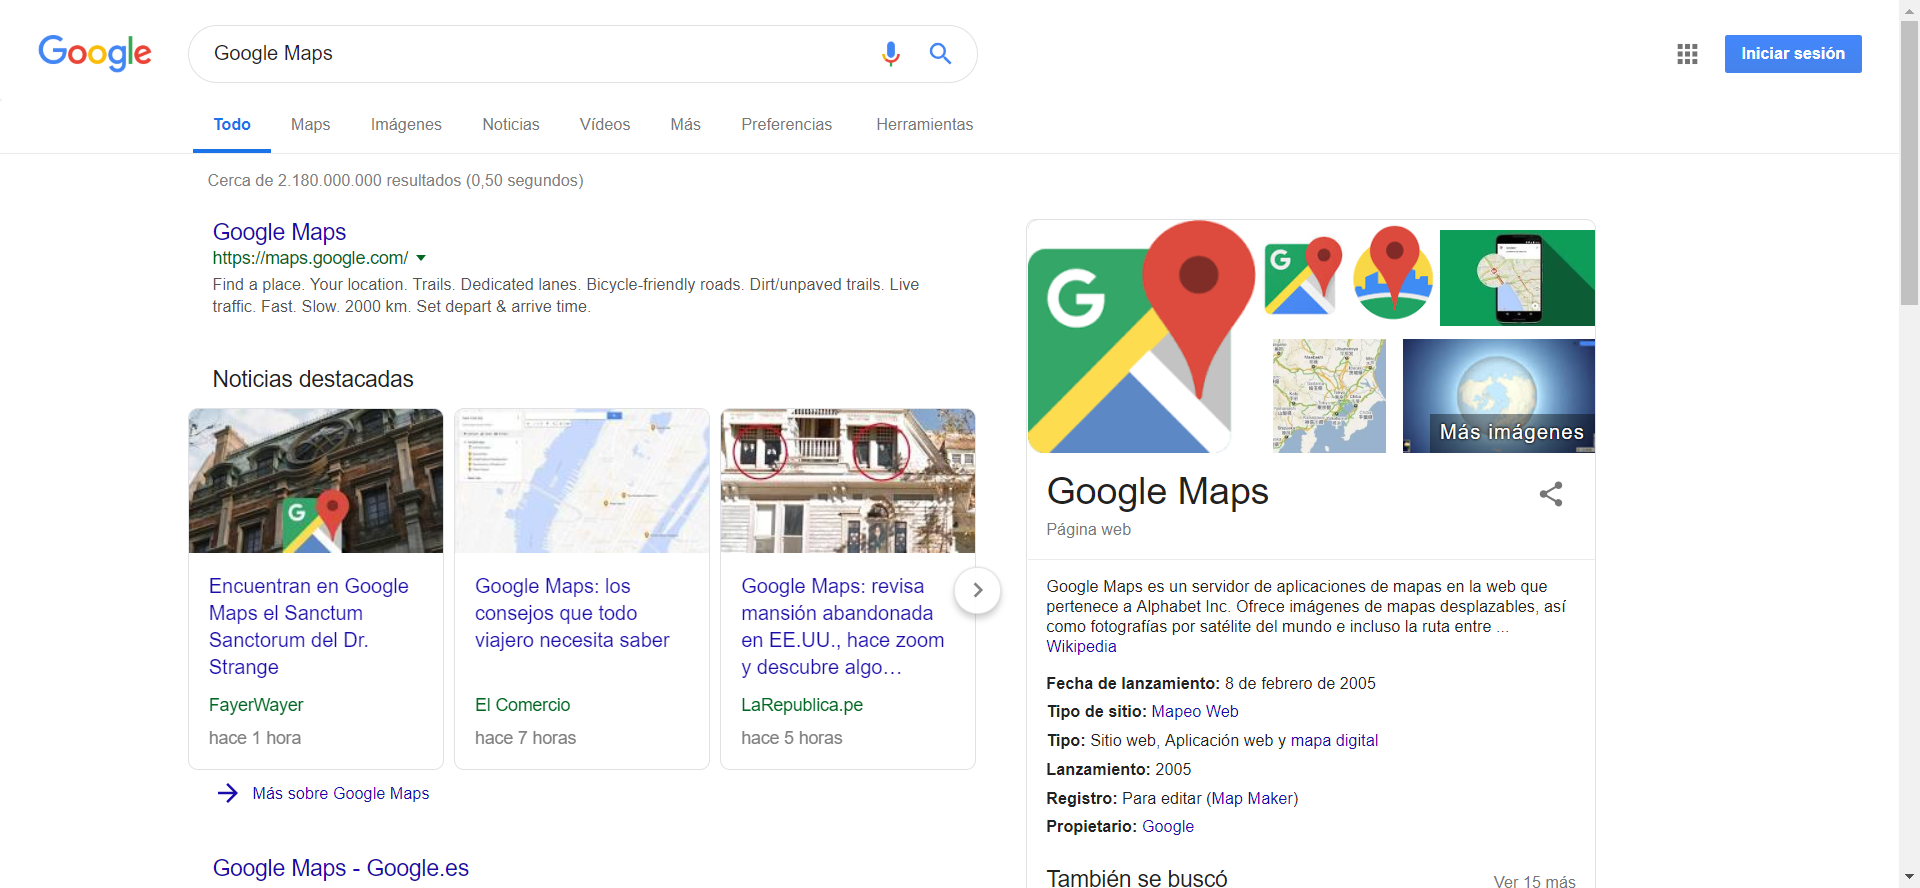 Google
Google Maps
Iniciar sesión
Todo
Maps
Imágenes
Noticias
Vídeos
Más
Preferencias
Herramientas
Cerca de 2.180.000.000 resultados (0,50 segundos)
Google Maps
https://maps.google.com/
Find a place. Your location. Trails. Dedicated lanes. Bicycle-friendly roads. Dirt/unpaved trails. Live
traffic. Fast. Slow. 2000 km. Set depart & arrive time.
Noticias destacadas
G
Encuentran en Google
Maps el Sanctum
Sanctorum del Dr.
Strange
FayerWayer
hace 1 hora
Google Maps: los
consejos que todo
viajero necesita saber
El Comercio
hace 7 horas
Google Maps: revisa
mansión abandonada
en EE.UU., hace zoom
y descubre algo…
LaRepublica.pe
hace 5 horas
Más sobre Google Maps
Google Maps - Google.es
G
G
Más imágenes
Google Maps
Página web
Google Maps es un servidor de aplicaciones de mapas en la web que
pertenece a Alphabet Inc. Ofrece imágenes de mapas desplazables, así
como fotografías por satélite del mundo e incluso la ruta entre ...
Wikipedia
Fecha de lanzamiento: 8 de febrero de 2005
Tipo de sitio: Mapeo Web
Tipo: Sitio web, Aplicación web y mapa digital
Lanzamiento: 2005
Registro: Para editar (Map Maker)
Propietario: Google
También se buscó
Ver 15 más